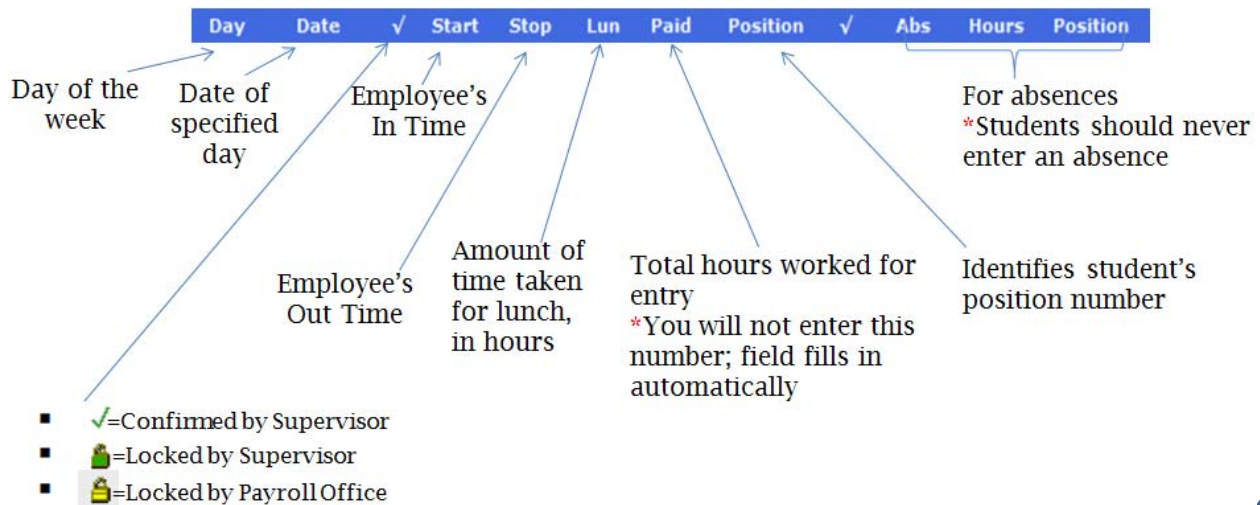 Day Date √ Start Stop Lun Paid Position √ Abs Hours Position
Day of the
week
Date of
specified
day
Employee's
In Time
For absences
*Students should never
enter an absence
Employee's
Out Time
Amount of
time taken
for lunch,
in hours
Total hours worked for
entry
*You will not enter this
number; field fills in
automatically
Identifies student's
position number
■ √=Confirmed by Supervisor
■ =Locked by Supervisor
■ =Locked by Payroll Office